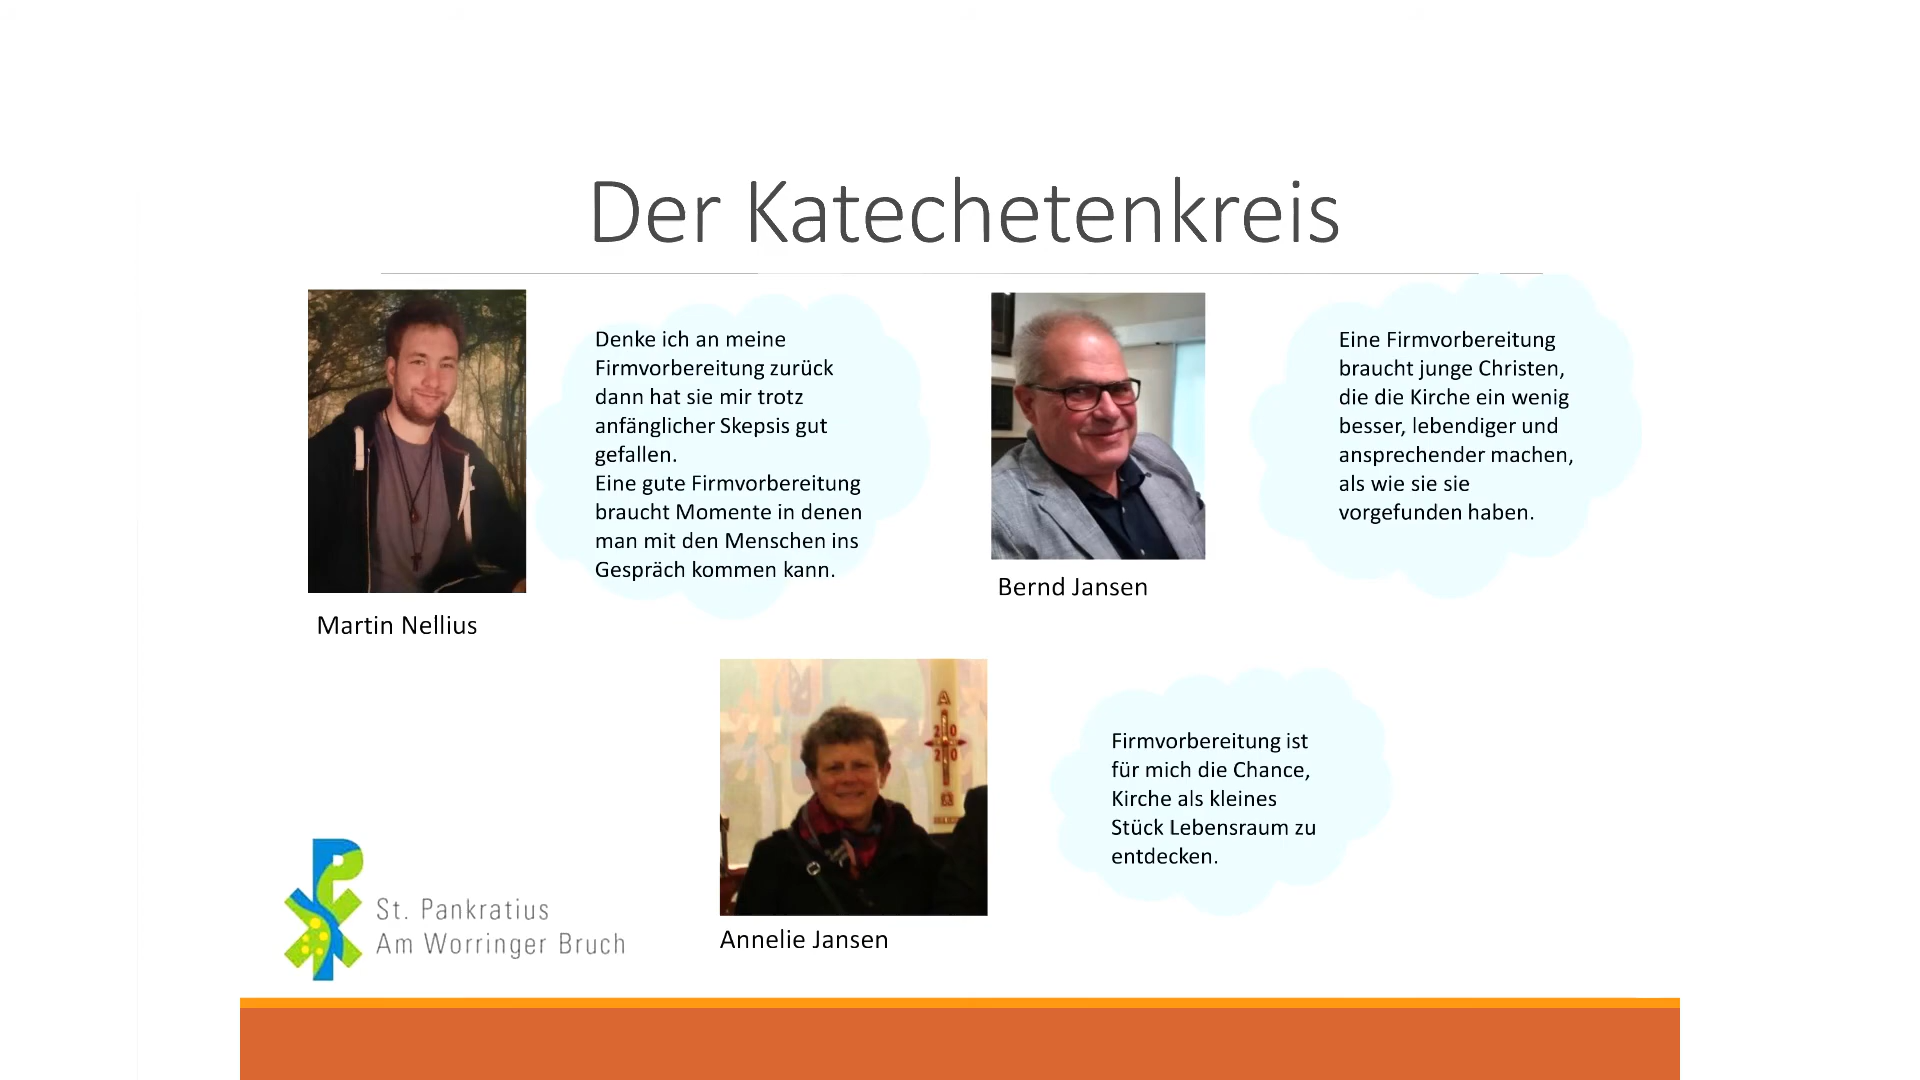 Der Katechetenkreis
Denke ich an meine
Firmvorbereitung zurück
dann hat sie mir trotz
anfänglicher Skepsis gut
gefallen.
Eine gute Firmvorbereitung
braucht Momente in denen
man mit den Menschen ins
Gespräch kommen kann.
Martin Nellius
Eine Firmvorbereitung
braucht junge Christen,
die die Kirche ein wenig
besser, lebendiger und
ansprechender machen,
als wie sie sie
vorgefunden haben.
Bernd Jansen
A
20
20
Firmvorbereitung ist
für mich die Chance,
Kirche als kleines
Stück Lebensraum zu
entdecken.
Annelie Jansen
St. Pankratius
Am Worringer Bruch